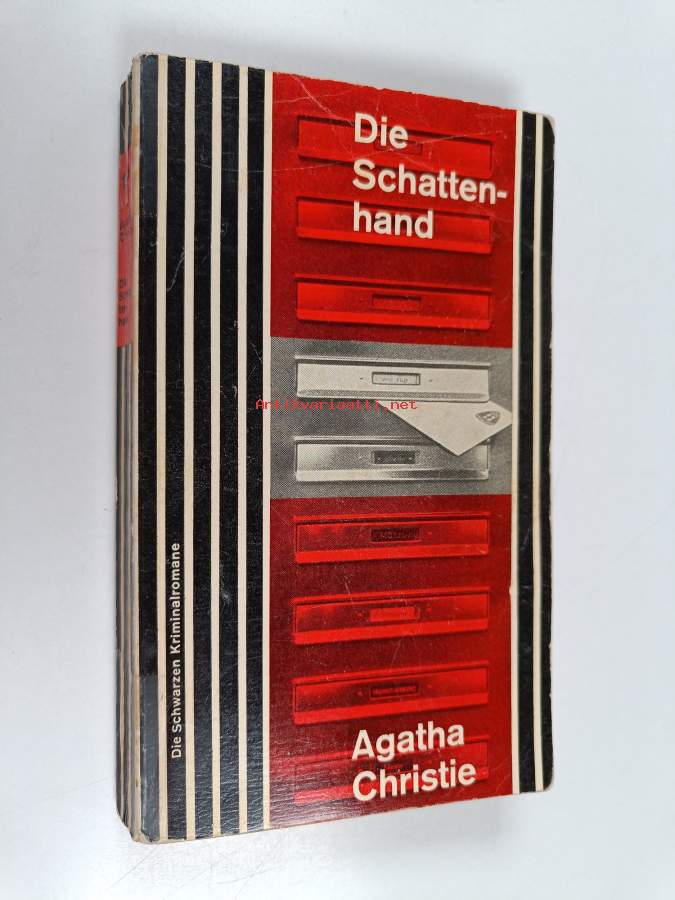 Die
Schatten-
hand
Antikvariaatti.net
Agatha
Christie
Die Schwarzen Kriminalromane